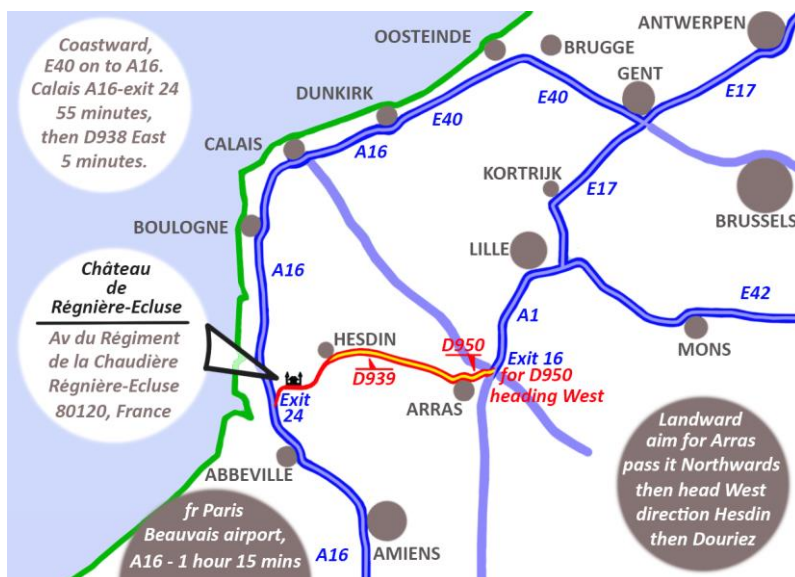 Coastward,
E40 on to A16.
Calais A16-exit 24
55 minutes,
then D938 East
5 minutes.
ANTWERPEN
OOSTEINDE
BRUGGE
GENT
E17
DUNKIRK
E40
E40
CALAIS
A16
KORTRIJK
E17
BRUSSELS
BOULOGNE
LILLE
Château
de
Régnière-Ecluse
A16
E42
Av du Régiment
de la Chaudière
Régnière-Ecluse
80120, France
A1
HESDIN
D950
MONS
D939
Exit 16
for D950
heading West
Exit
24
ARRAS
Landward
aim for Arras
pass it Northwards
then head West
direction Hesdin
then Douriez
ABBEVILLE
fr Paris
Beauvais airport,
A16 - 1 hour 15 mins
A16
AMIENS